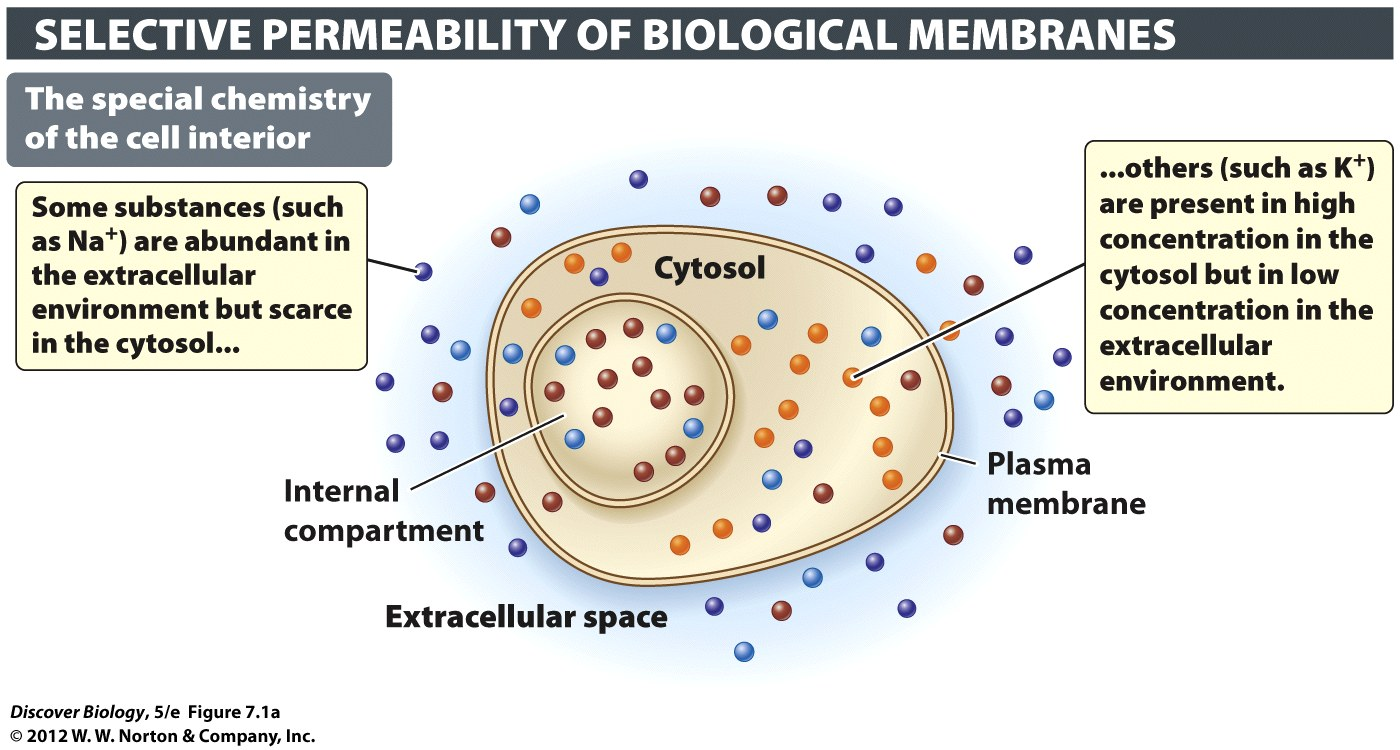 SELECTIVE PERMEABILITY OF BIOLOGICAL MEMBRANES
The special chemistry
of the cell interior
Some substances (such
as Na⁺) are abundant in
the extracellular
environment but scarce
in the cytosol...
...others (such as K⁺)
are present in high
concentration in the
cytosol but in low
concentration in the
extracellular
environment.
Cytosol
Internal
compartment
Plasma
membrane
Extracellular space
Discover Biology, 5/e Figure 7.1a
© 2012 W. W. Norton & Company, Inc.